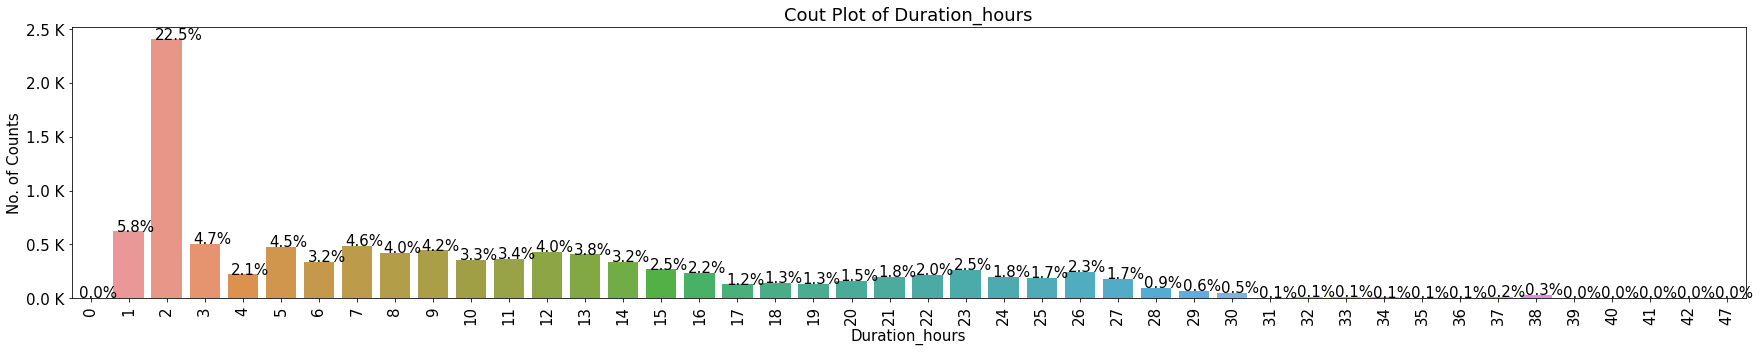 Cout Plot of Duration_hours
No. of Counts
2.5 K
2.0 K
1.5 K
1.0 K
0.5 K
0.0 K
0.0% 5.8% 22.5% 4.7% 2.1% 4.5% 3.2% 4.6% 4.0% 4.2% 3.3% 3.4% 4.0% 3.8% 3.2% 2.5% 2.2% 1.2% 1.3% 1.3% 1.5% 1.8% 2.0% 2.5% 1.8% 1.7% 2.3% 1.7% 0.9% 0.6% 0.5% 0.1% 0.1% 0.1% 0.1% 0.1% 0.1% 0.2% 0.3% 0.0% 0.0% 0.0% 0.0% 0.0%
0 1 2 3 4 5 6 7 8 9 10 11 12 13 14 15 16 17 18 19 20 21 22 23 24 25 26 27 28 29 30 31 32 33 34 35 36 37 38 39 40 41 42 47
Duration_hours